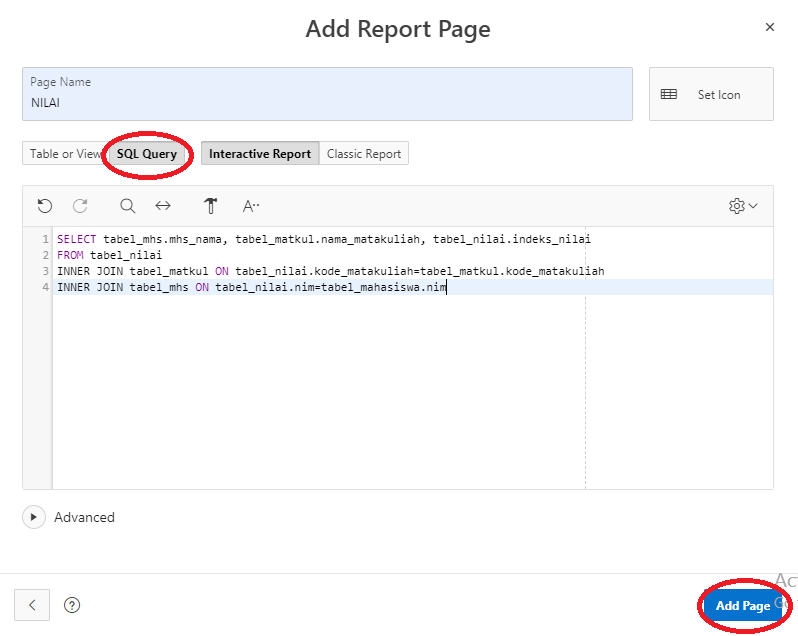 Add Report Page
Page Name
NILAI
Set Icon
Table or View SQL Query Interactive Report Classic Report
1 SELECT tabel_mhs.mhs_nama, tabel_matkul.nama_matakuliah, tabel_nilai.indeks_nilai
2 FROM tabel_nilai
3 INNER JOIN tabel_matkul ON tabel_nilai.kode_matakuliah=tabel_matkul.kode_matakuliah
4 INNER JOIN tabel_mhs ON tabel_nilai.nim=tabel_mahasiswa.nim
Advanced
Add Page